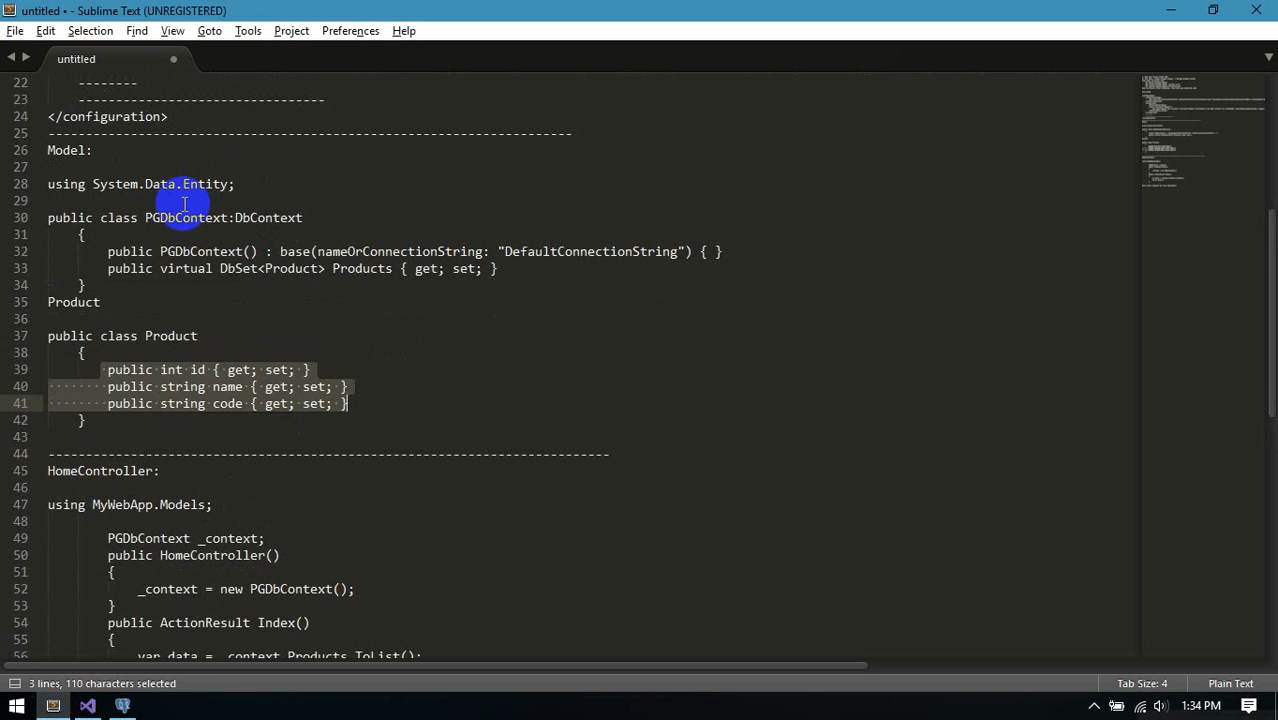 untitled • - Sublime Text (UNREGISTERED)
File Edit Selection Find View Goto Tools Project Preferences Help
untitled
22 --------
23 ---------------------------------
24 </configuration>
25 ----------------------------------------------------------------------
26 Model:
27
28 using System.Data.Entity;
29
30 public class PGDbContext:DbContext
31 {
32 public PGDbContext() : base(nameOrConnectionString: "DefaultConnectionString") { }
33 public virtual DbSet<Product> Products { get; set; }
34 }
35 Product
36
37 public class Product
38 {
39 public int id { get; set; }
40 public string name { get; set; }
41 public string code { get; set; }
42 }
43
44 ---------------------------------------------------------------------------
45 HomeController:
46
47 using MyWebApp.Models;
48
49 PGDbContext _context;
50 public HomeController()
51 {
52 _context = new PGDbContext();
53 }
54 public ActionResult Index()
55 {
56 var data = _context.Products.ToList();
3 lines, 110 characters selected
Tab Size: 4
Plain Text
1:34 PM